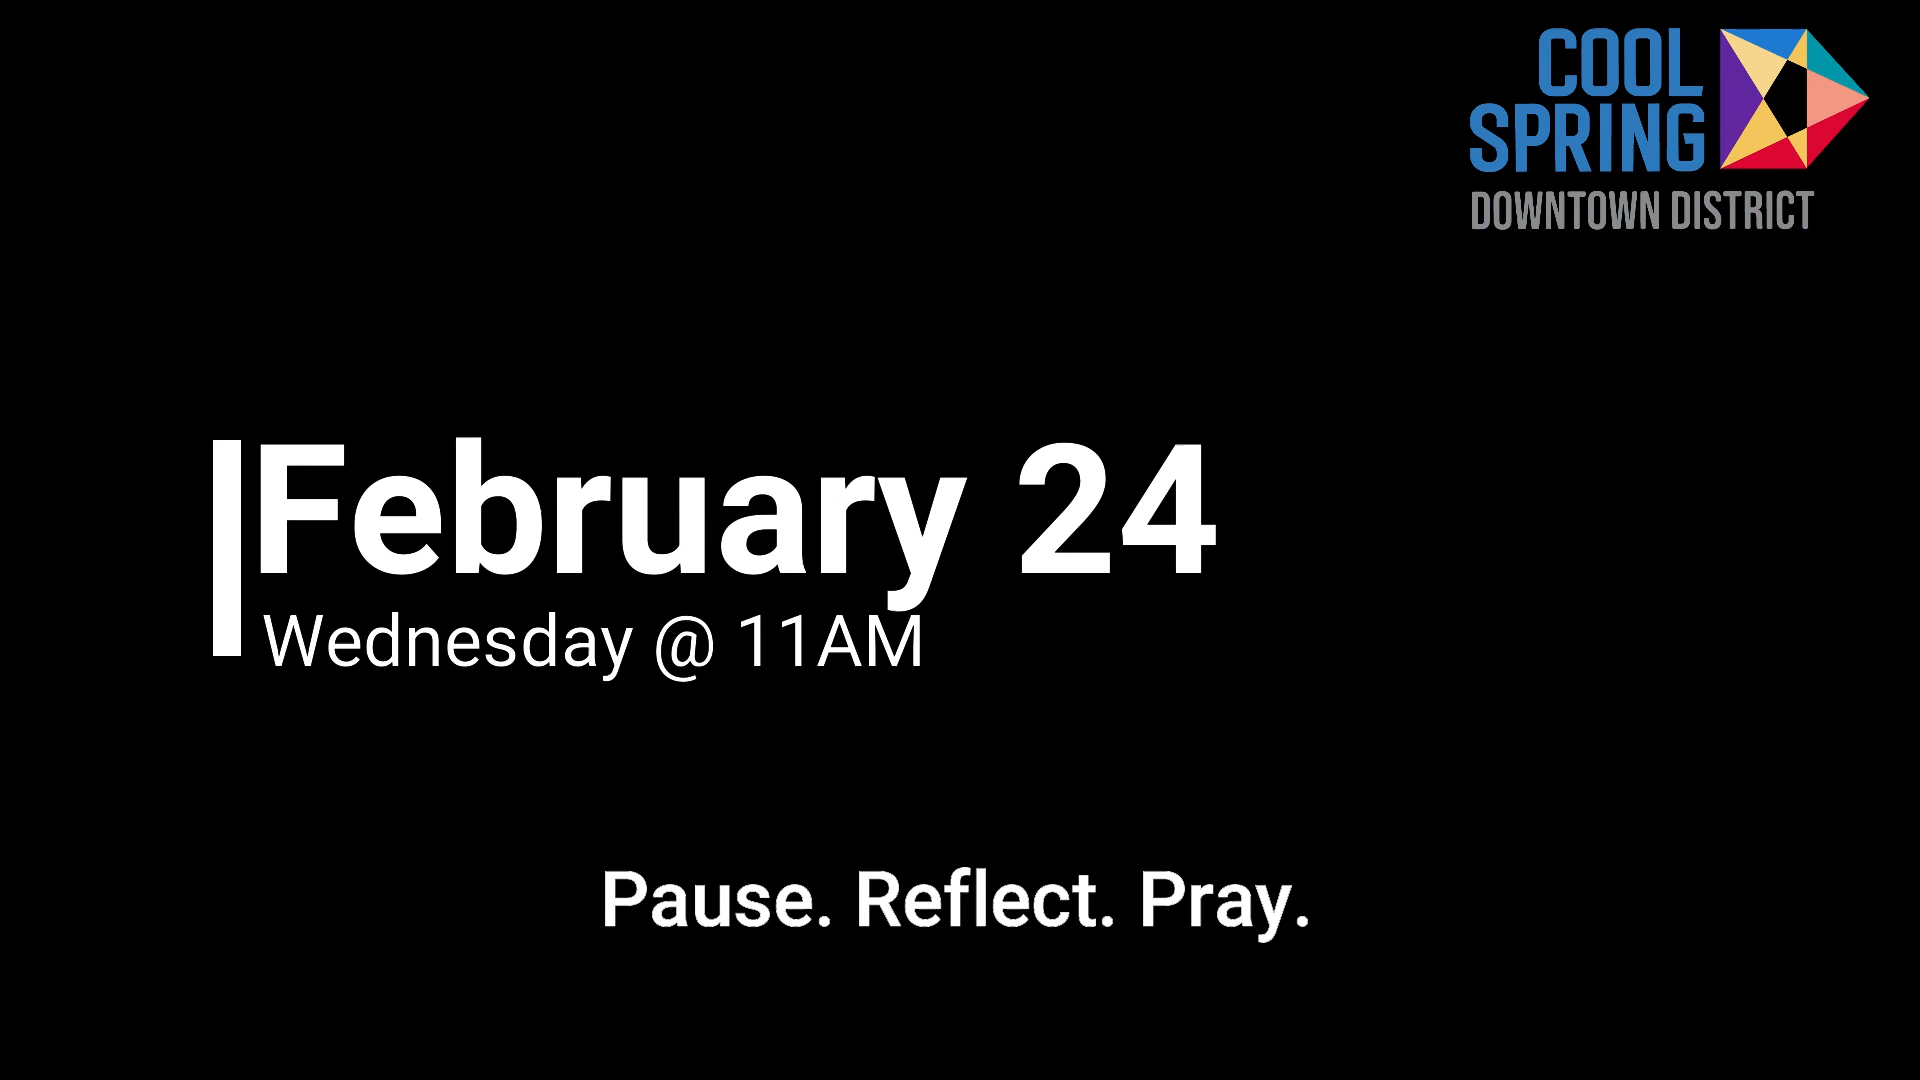 COOL
SPRING
DOWNTOWN DISTRICT
February 24
Wednesday @ 11AM
Pause. Reflect. Pray.